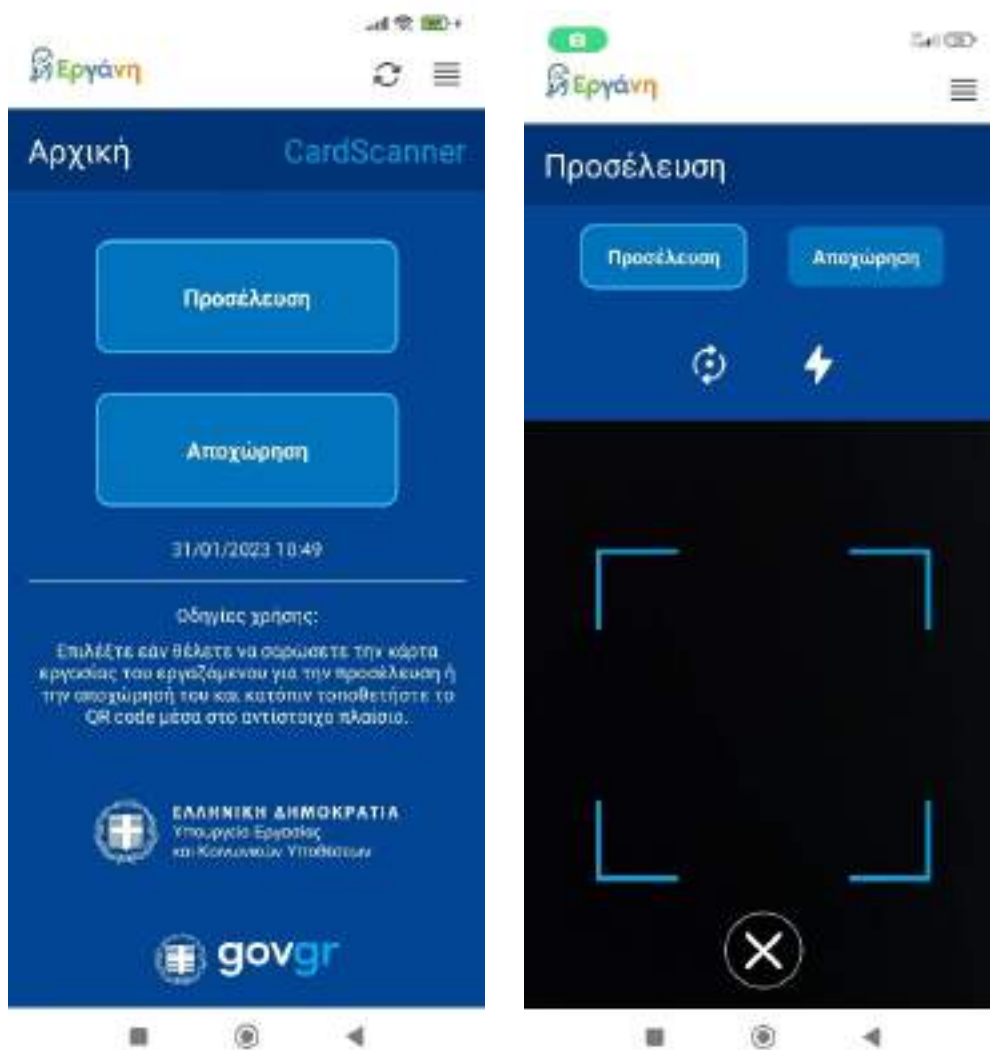 Εργάνη
Αρχική
CardScanner
Προσέλευση
Αποχώρηση
31/01/2023 10:49
Οδηγίες χρήσης:
Επιλέξτε εάν θέλετε να σαρώσετε την κάρτα
εργασίας του εργαζόμενου για την προσέλευση ή
την αποχώρησή του και κατόπιν τοποθετήστε το
QR code μέσα στο αντίστοιχο πλαίσιο.
ΕΛΛΗΝΙΚΗ ΔΗΜΟΚΡΑΤΙΑ
Υπουργείο Εργασίας
και Κοινωνικών Υποθέσεων
govgr
Εργάνη
Προσέλευση
Προσέλευση
Αποχώρηση